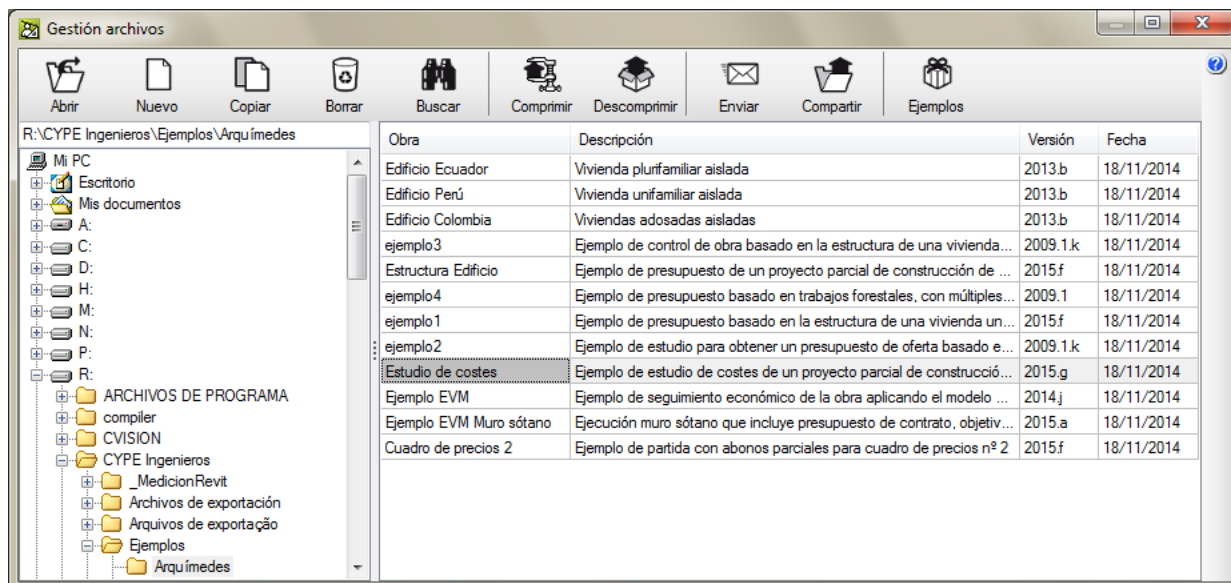 Gestión archivos
Abrir Nuevo Copiar Borrar Buscar Comprimir Descomprimir Enviar Compartir Ejemplos
R:\CYPE Ingenieros\Ejemplos\Arquímedes
Mi PC
Escritorio
Mis documentos
A:
C:
D:
H:
M:
N:
P:
R:
ARCHIVOS DE PROGRAMA
compiler
CVISION
CYPE Ingenieros
_MedicionRevit
Archivos de exportación
Arquivos de exportação
Ejemplos
Arquímedes
Obra Descripción Versión Fecha
Edificio Ecuador Vivienda plurifamiliar aislada 2013.b 18/11/2014
Edificio Perú Vivienda unifamiliar aislada 2013.b 18/11/2014
Edificio Colombia Viviendas adosadas aisladas 2013.b 18/11/2014
ejemplo3 Ejemplo de control de obra basado en la estructura de una vivienda... 2009.1.k 18/11/2014
Estructura Edificio Ejemplo de presupuesto de un proyecto parcial de construcción de ... 2015.f 18/11/2014
ejemplo4 Ejemplo de presupuesto basado en trabajos forestales, con múltiples... 2009.1 18/11/2014
ejemplo1 Ejemplo de presupuesto basado en la estructura de una vivienda un... 2015.f 18/11/2014
ejemplo2 Ejemplo de estudio para obtener un presupuesto de oferta basado e... 2009.1.k 18/11/2014
Estudio de costes Ejemplo de estudio de costes de un proyecto parcial de construcció... 2015.g 18/11/2014
Ejemplo EVM Ejemplo de seguimiento económico de la obra aplicando el modelo ... 2014.j 18/11/2014
Ejemplo EVM Muro sótano Ejecución muro sótano que incluye presupuesto de contrato, objetiv... 2015.a 18/11/2014
Cuadro de precios 2 Ejemplo de partida con abonos parciales para cuadro de precios nº 2 2015.f 18/11/2014